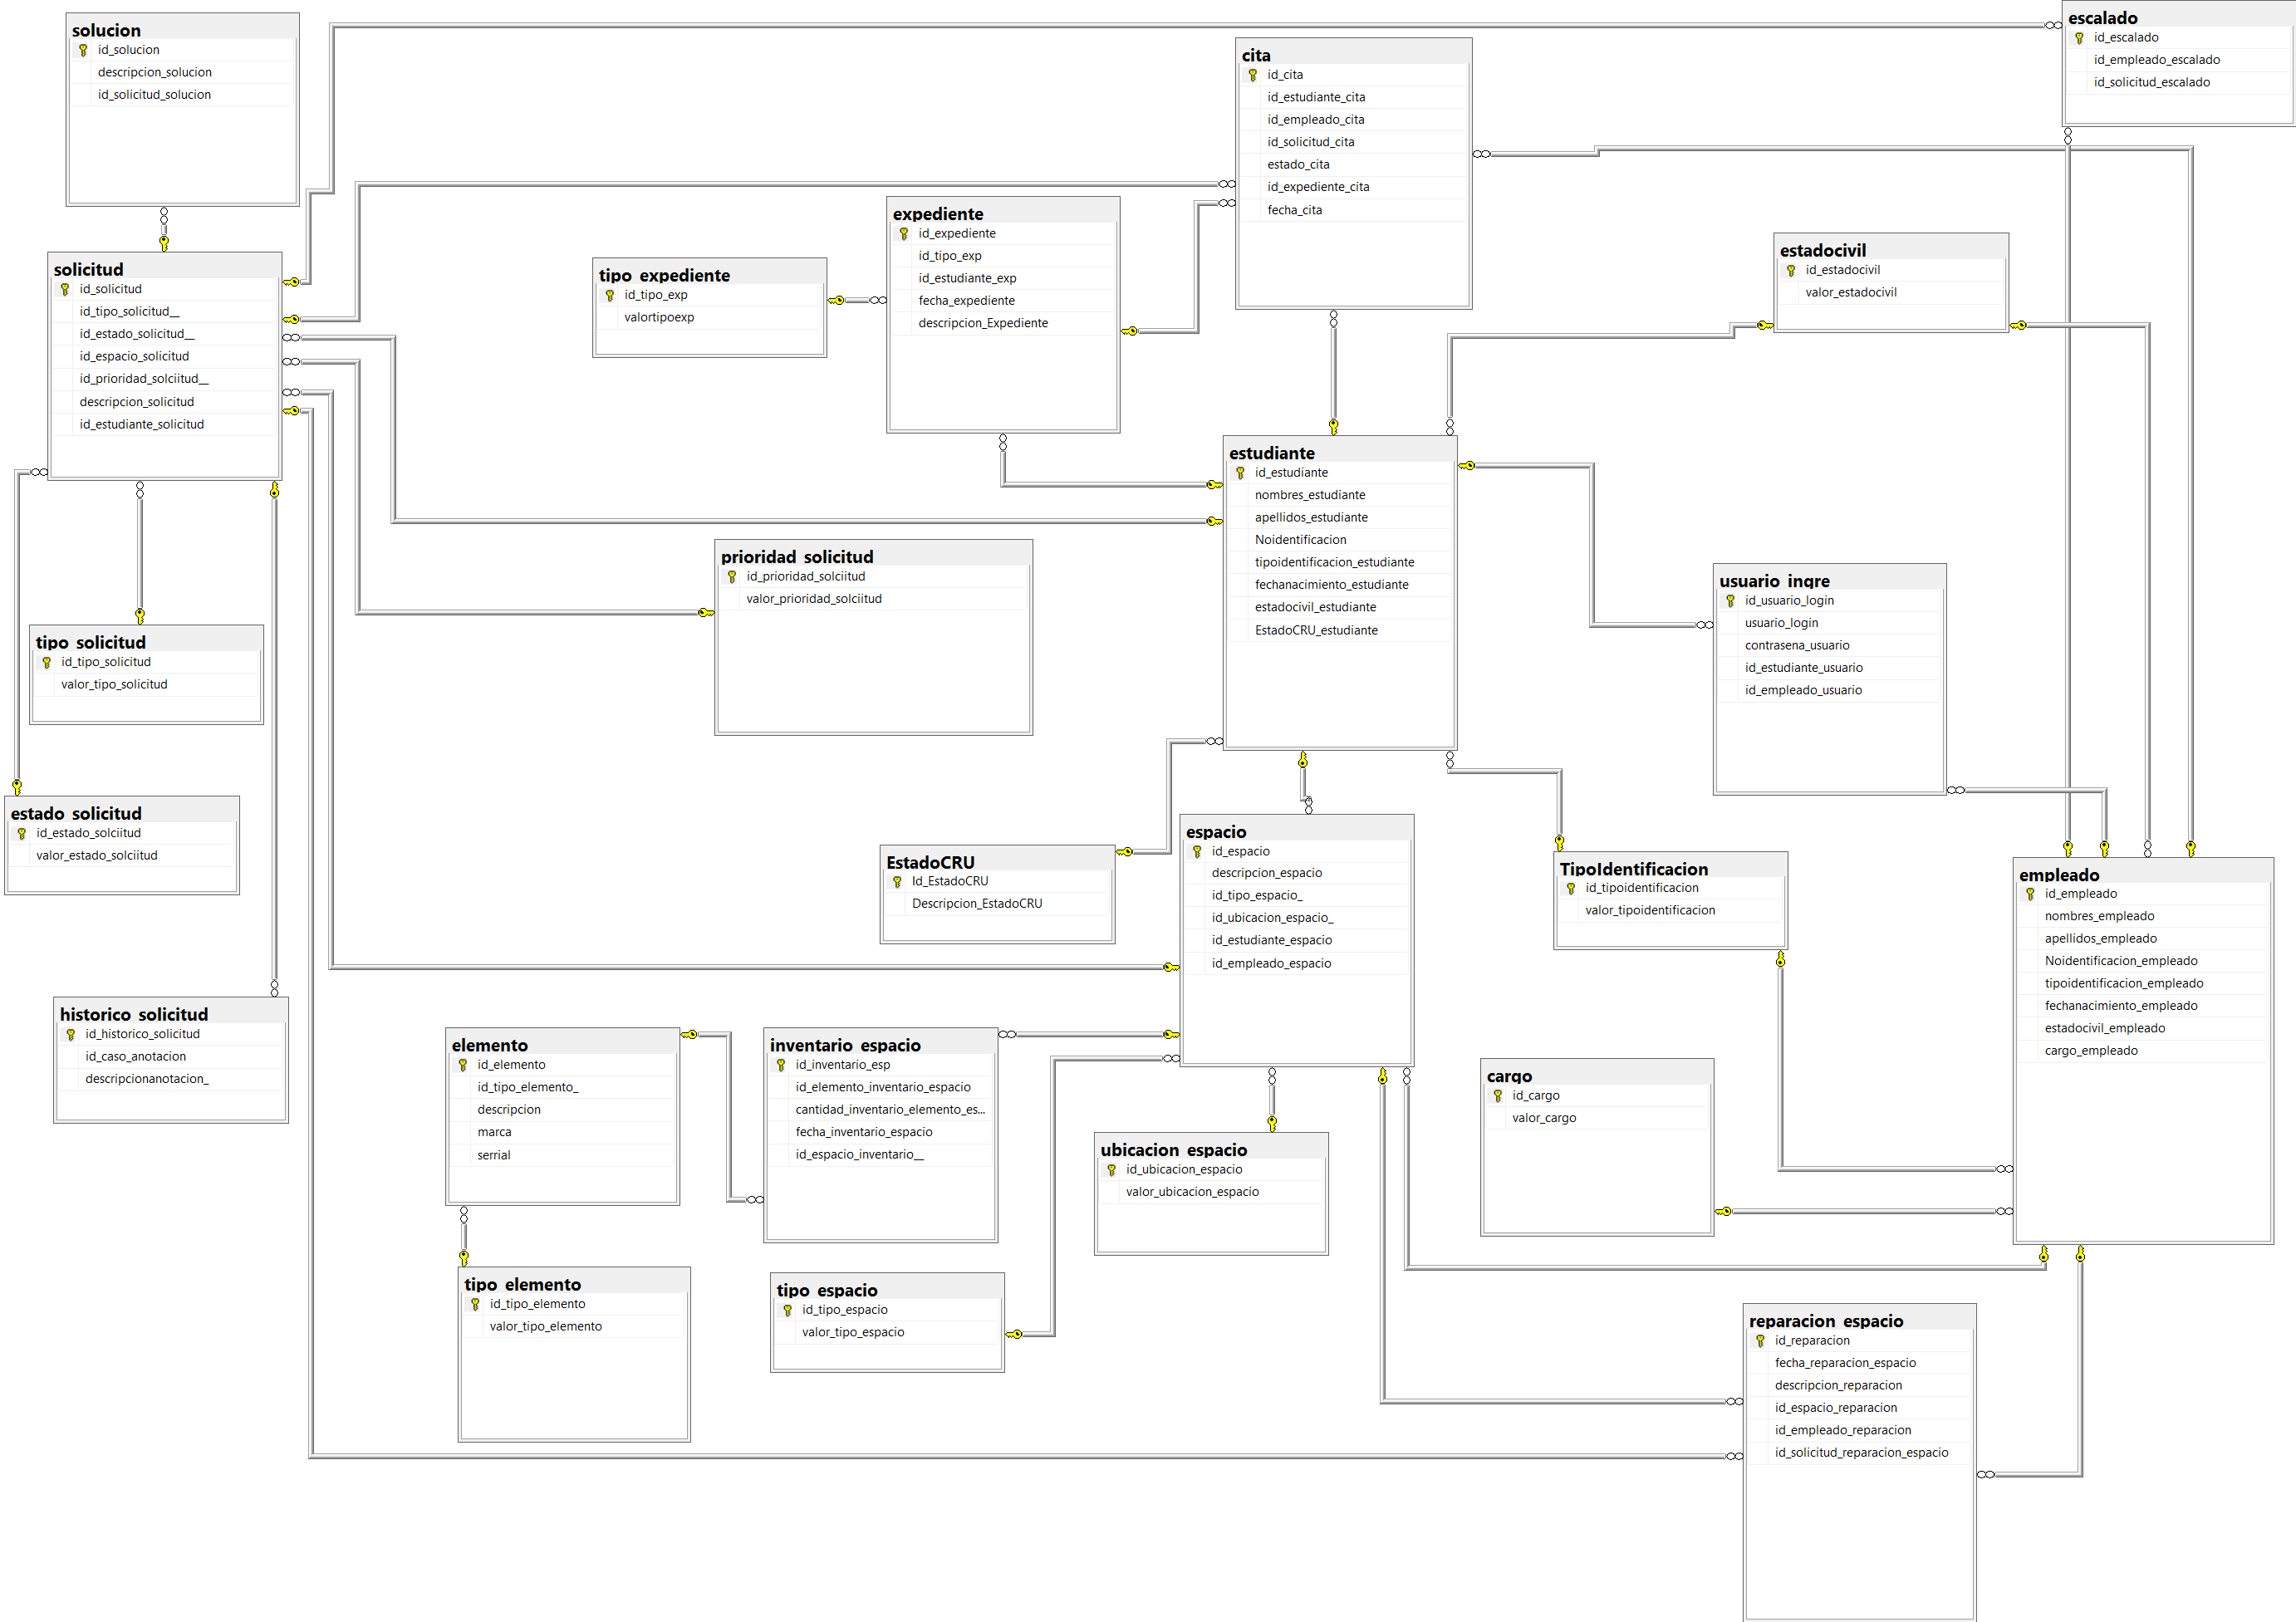 solucion
id_solucion
descripcion_solucion
id_solicitud_solucion
escalado
id_escalado
id_empleado_escalado
id_solicitud_escalado
cita
id_cita
id_estudiante_cita
id_empleado_cita
id_solicitud_cita
estado_cita
id_expediente_cita
fecha_cita
expediente
id_expediente
id_tipo_exp
id_estudiante_exp
fecha_expediente
descripcion_Expediente
tipo_expediente
id_tipo_exp
valortipoexp
estadocivil
id_estadocivil
valor_estadocivil
solicitud
id_solicitud
id_tipo_solicitud__
id_estado_solicitud__
id_espacio_solicitud
id_prioridad_solciitud__
descripcion_solicitud
id_estudiante_solicitud
estudiante
id_estudiante
nombres_estudiante
apellidos_estudiante
Noidentificacion
tipoidentificacion_estudiante
fechanacimiento_estudiante
estadocivil_estudiante
EstadoCRU_estudiante
prioridad_solicitud
id_prioridad_solciitud
valor_prioridad_solciitud
usuario_ingre
id_usuario_login
usuario_login
contrasena_usuario
id_estudiante_usuario
id_empleado_usuario
tipo_solicitud
id_tipo_solicitud
valor_tipo_solicitud
estado_solicitud
id_estado_solciitud
valor_estado_solciitud
EstadoCRU
Id_EstadoCRU
Descripcion_EstadoCRU
espacio
id_espacio
descripcion_espacio
id_tipo_espacio_
id_ubicacion_espacio_
id_estudiante_espacio
id_empleado_espacio
TipoIdentificacion
id_tipoidentificacion
valor_tipoidentificacion
empleado
id_empleado
nombres_empleado
apellidos_empleado
Noidentificacion_empleado
tipoidentificacion_empleado
fechanacimiento_empleado
estadocivil_empleado
cargo_empleado
historico_solicitud
id_historico_solicitud
id_caso_anotacion
descripcionanotacion_
elemento
id_elemento
id_tipo_elemento_
descripcion
marca
serrial
inventario_espacio
id_inventario_esp
id_elemento_inventario_espacio
cantidad_inventario_elemento_es...
fecha_inventario_espacio
id_espacio_inventario__
cargo
id_cargo
valor_cargo
ubicacion_espacio
id_ubicacion_espacio
valor_ubicacion_espacio
tipo_elemento
id_tipo_elemento
valor_tipo_elemento
tipo_espacio
id_tipo_espacio
valor_tipo_espacio
reparacion_espacio
id_reparacion
fecha_reparacion_espacio
descripcion_reparacion
id_espacio_reparacion
id_empleado_reparacion
id_solicitud_reparacion_espacio